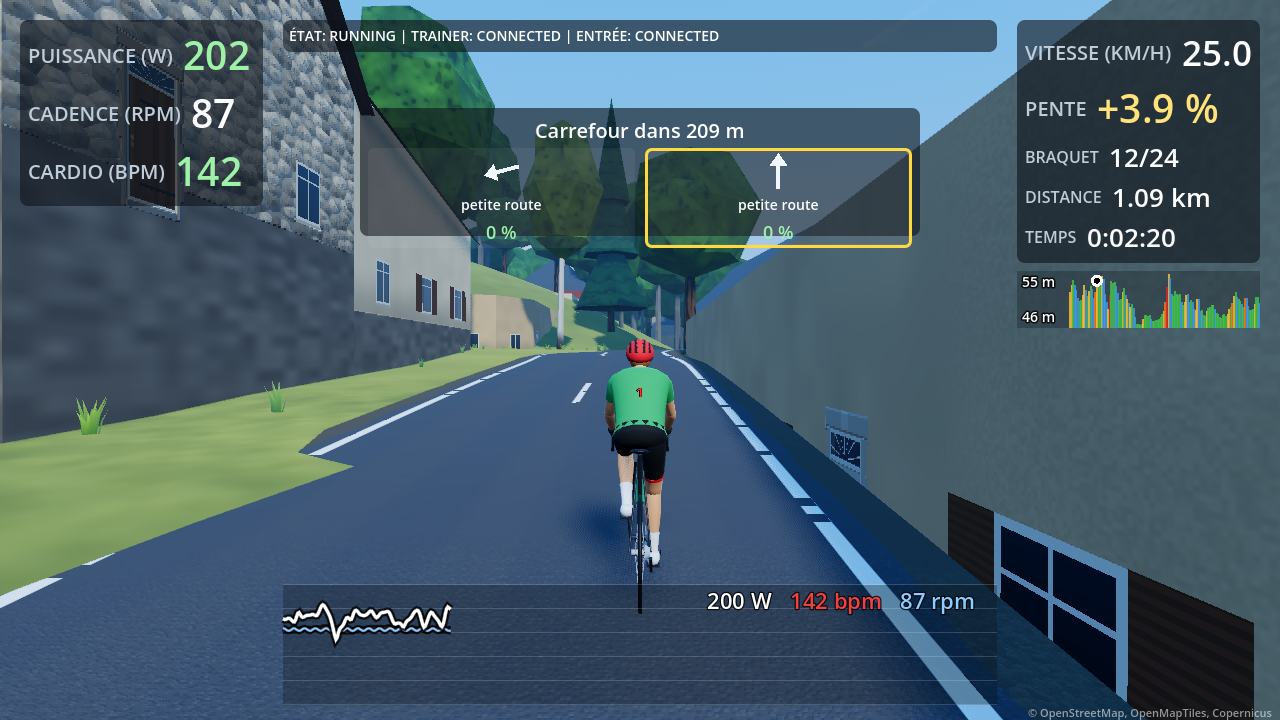 PUISSANCE (W) 202
CADENCE (RPM) 87
CARDIO (BPM) 142
ÉTAT: RUNNING | TRAINER: CONNECTED | ENTRÉE: CONNECTED
Carrefour dans 209 m
petite route
0 %
petite route
0 %
VITESSE (KM/H) 25.0
PENTE +3.9 %
BRAQUET 12/24
DISTANCE 1.09 km
TEMPS 0:02:20
55 m
46 m
1
200 W 142 bpm 87 rpm
© OpenStreetMap, OpenMapTiles, Copernicus